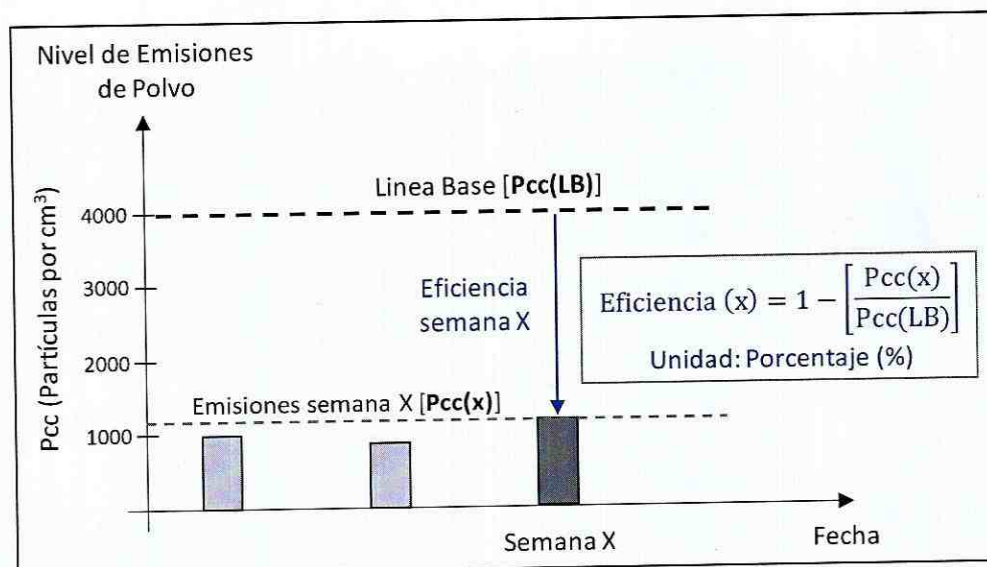 Nivel de Emisiones
de Polvo
Pcc (Partículas por cm³)
4000
3000
2000
1000
Linea Base [Pcc(LB)]
Eficiencia
semana X
Eficiencia (x) = 1 − [Pcc(x) / Pcc(LB)]
Unidad: Porcentaje (%)
Emisiones semana X [Pcc(x)]
Semana X
Fecha